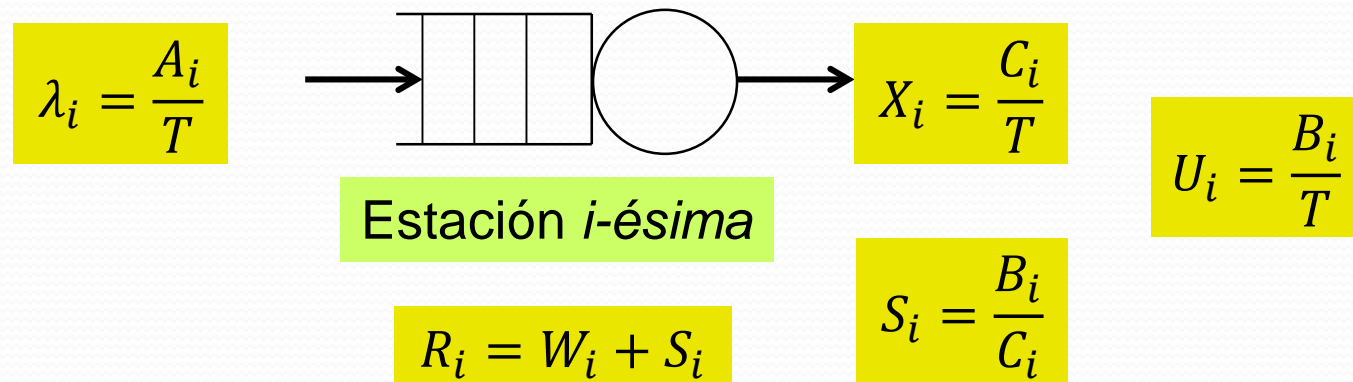 λ_i = A_i / T
X_i = C_i / T
U_i = B_i / T
Estación i-ésima
S_i = B_i / C_i
R_i = W_i + S_i